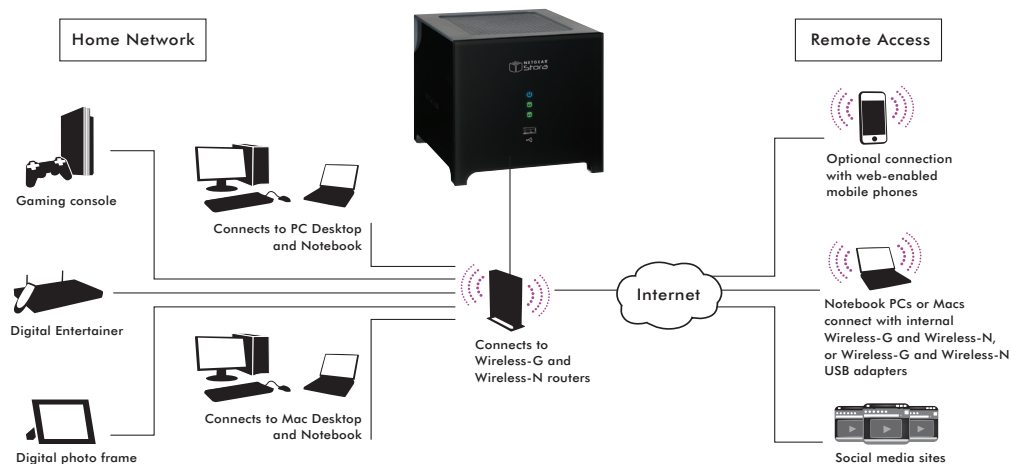 Home Network
NETGEAR
Stora
Remote Access
Gaming console
Connects to PC Desktop
and Notebook
Optional connection
with web-enabled
mobile phones
Digital Entertainer
Connects to
Wireless-G and
Wireless-N routers
Internet
Notebook PCs or Macs
connect with internal
Wireless-G and Wireless-N,
or Wireless-G and Wireless-N
USB adapters
Connects to Mac Desktop
and Notebook
Digital photo frame
Social media sites